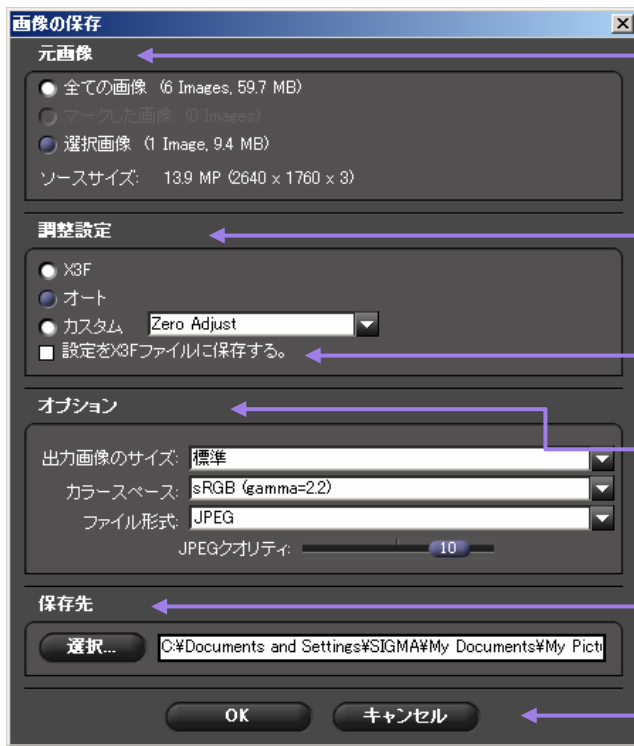 画像の保存
元画像
全ての画像 (6 Images, 59.7 MB)
マークした画像 (0 Images)
選択画像 (1 Image, 9.4 MB)
ソースサイズ: 13.9 MP (2640 x 1760 x 3)
調整設定
X3F
オート
カスタム Zero Adjust
設定をX3Fファイルに保存する。
オプション
出力画像のサイズ: 標準
カラースペース: sRGB (gamma=2.2)
ファイル形式: JPEG
JPEGクオリティ: 10
保存先
選択... C:¥Documents and Settings¥SIGMA¥My Documents¥My Pictu
OK キャンセル